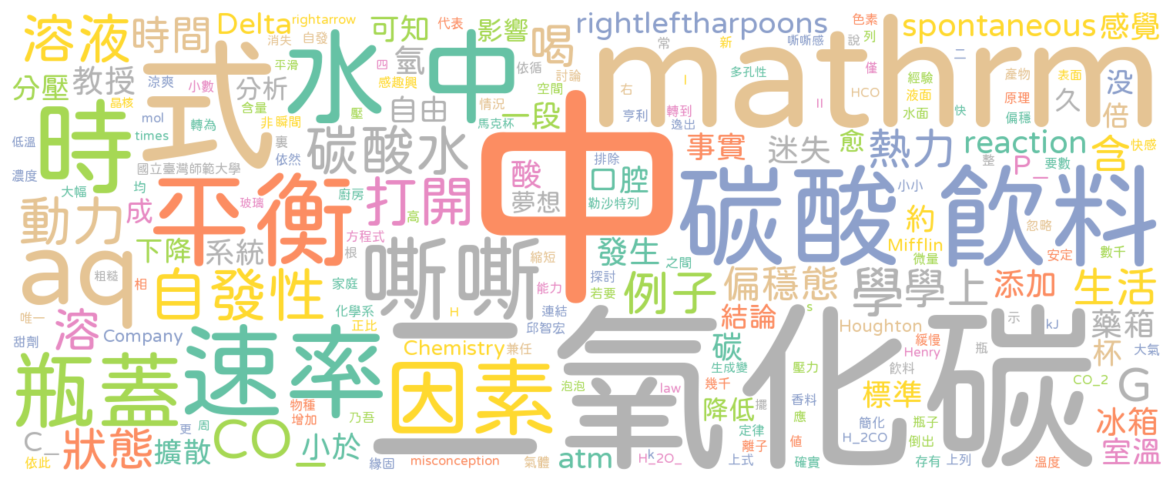 溶液 時間 Delta rightarrow 代表 可知 影響 喝 rightleftharpoons 色素 spontaneous 感覺
消失 自發 氫 依循 常 新 嘶嘶感 說 列
分壓 教授 涼爽 平滑 小數 式 分析 水中 四 感趣興 空間 討論 右 mathrm I 多孔性 僅 二 經驗 產物 表面 没
時 晶核 含量 壓 自由 情況 一段 亨利 轉到 II HCO 液面 原理 久 倍
mol times 轉為 非瞬間 馬克杯 逸出 水面 快 偏穩
低溫 國立臺灣師範大學 裏 依然 碳酸水 中 酸 排除 事實 迷失 愈 熱力 reaction 整 含 快感
濃度 大幅 均 平衡 廚房 打開 夢想 口腔 勒沙特列 碳酸飲料 小小 P_ 要數
動力 成 玻璃 高 方程式 約 忽略
aq 粗糙 相 下降 系統 根 嘶嘶 縮短 發生 之間 Mifflin 微量 安定 數千
自發性 家庭 能力 探討 若要 例子 偏穩態 學 學上 添加 生活
唯一 溶 化學系 連結 H s 結論 示 kJ 藥箱
甜劑 Company 正比 邱智宏 兼任 氧化碳 Houghton 緩慢 瓶 杯 大氣
瓶蓋 速率 Chemistry 因素 泡泡 law 碳 生成變 壓力 Henry 飲料 CO_2 G
物種 增加 幾千 擺 香料 標準
C_ 狀態 擴散 CO_ 更 周 乃吾 小於 降低 定律 應 簡化 瓶子 冰箱
依此 緣固 misconception 氣體 atm k H_2O_ 離子 上式 值 確實 H_2CO 倒出 存有 上列 溫度 室溫